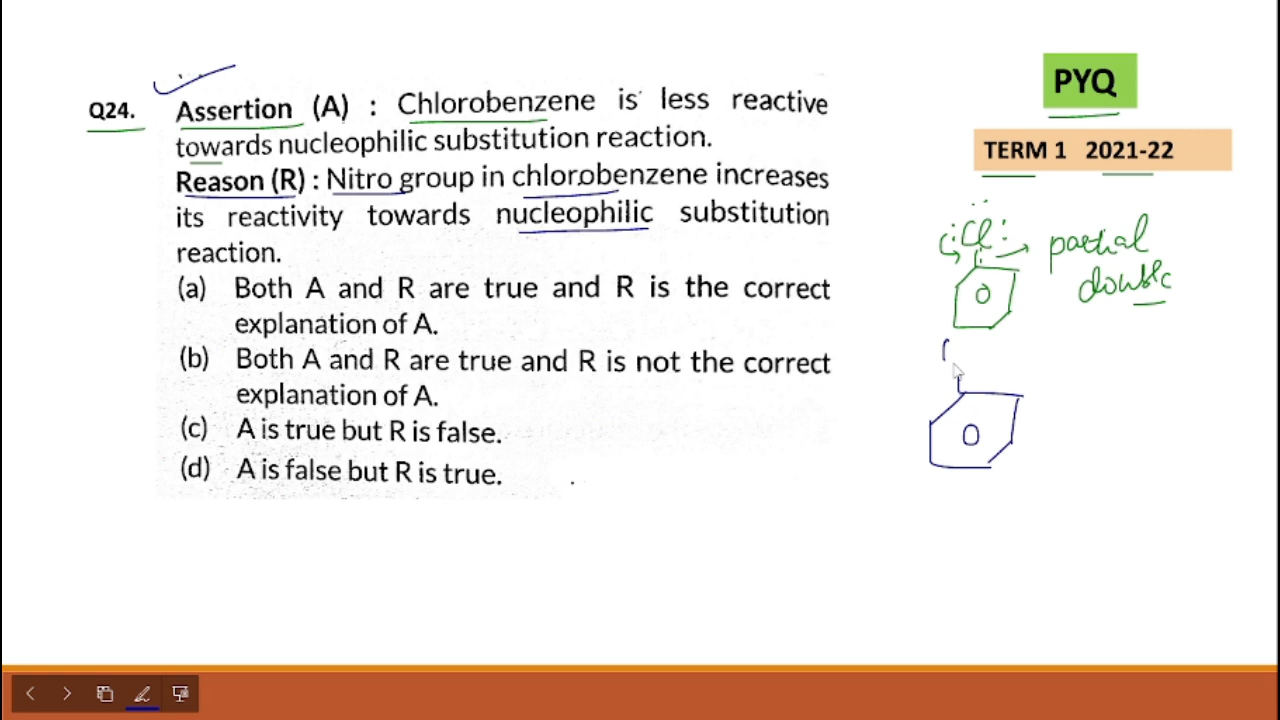 PYQ
TERM 1 2021-22
Q24. Assertion (A) : Chlorobenzene is less reactive
towards nucleophilic substitution reaction.
Reason (R) : Nitro group in chlorobenzene increases
its reactivity towards nucleophilic substitution
reaction.
(a) Both A and R are true and R is the correct
explanation of A.
(b) Both A and R are true and R is not the correct
explanation of A.
(c) A is true but R is false.
(d) A is false but R is true.
:Cl:
partial
double